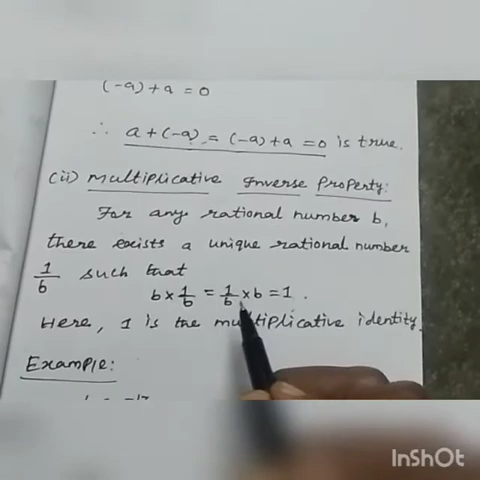 (-a) + a = 0
∴ a + (-a) = (-a) + a = 0 is true.
(ii) Multiplicative Inverse Property:
For any rational number b,
there exists a unique rational number
1/b such that
b × 1/b = 1/b × b = 1.
Here, 1 is the multiplicative identity.
Example:
InShOt